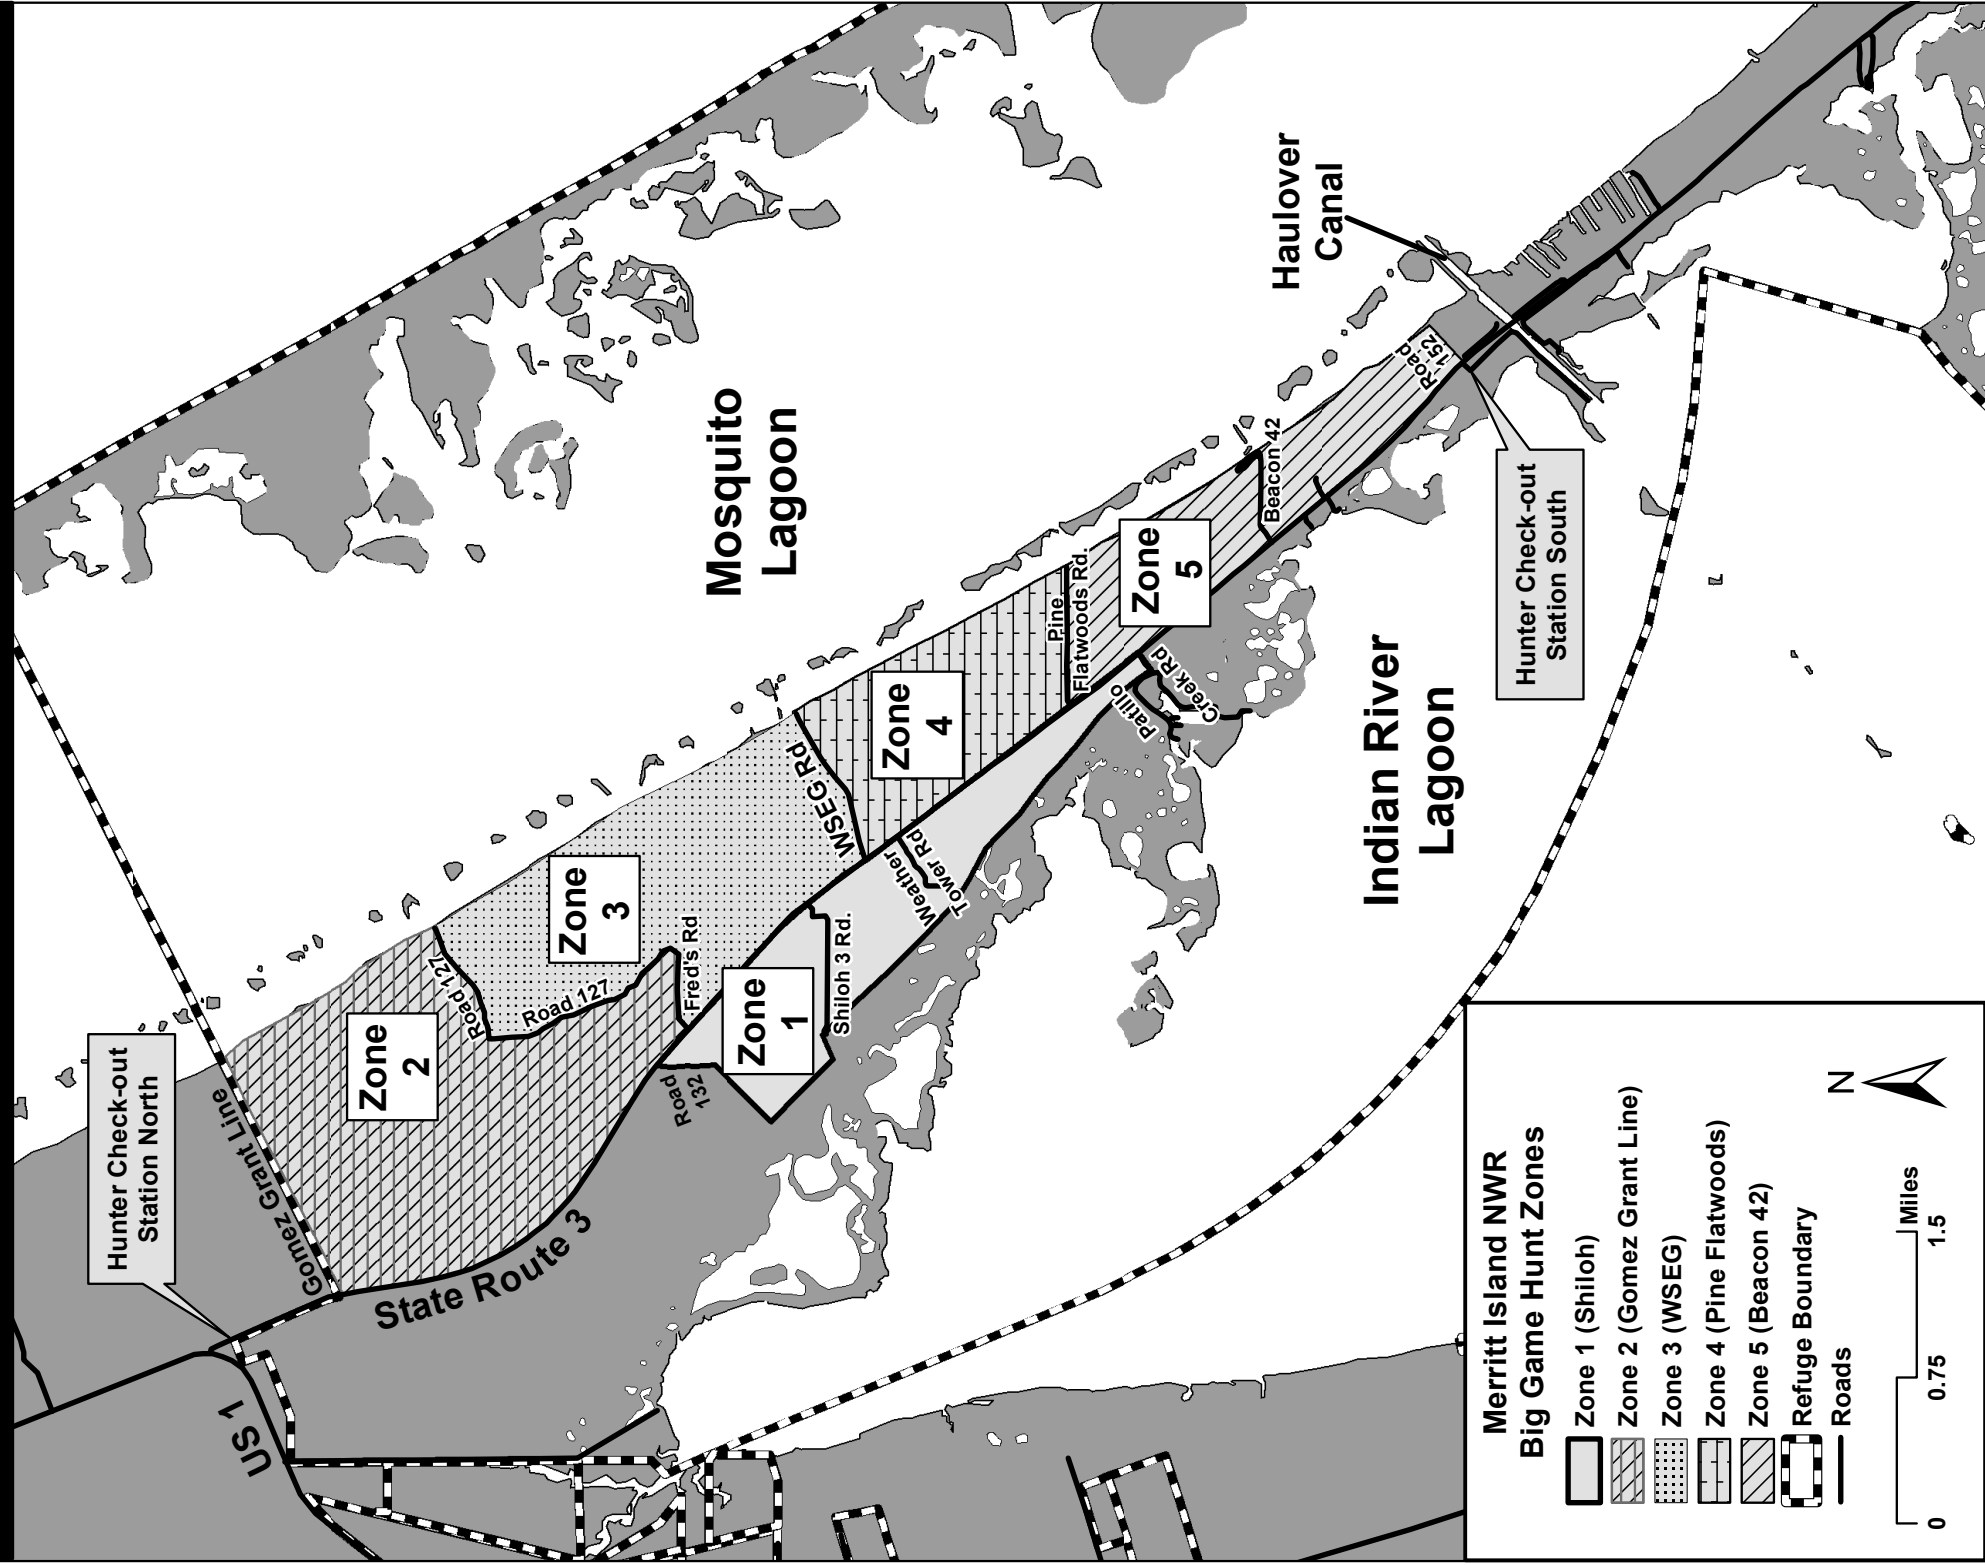 Merritt Island NWR
Big Game Hunt Zones
Zone 1 (Shiloh)
Zone 2 (Gomez Grant Line)
Zone 3 (WSEG)
Zone 4 (Pine Flatwoods)
Zone 5 (Beacon 42)
Refuge Boundary
Roads
0
0.75
1.5
Miles
N
US 1
Hunter Check-out
Station North
Gomez Grant Line
State Route 3
Zone
2
Road 127
Road 127
Zone
3
Fred's Rd
Road
132
Zone
1
Shiloh 3 Rd.
WSEG Rd
Weather
Tower Rd
Zone
4
Pine
Flatwoods Rd.
Patillo
Creek Rd
Zone
5
Beacon 42
Road
152
Mosquito
Lagoon
Haulover
Canal
Indian River
Lagoon
Hunter Check-out
Station South